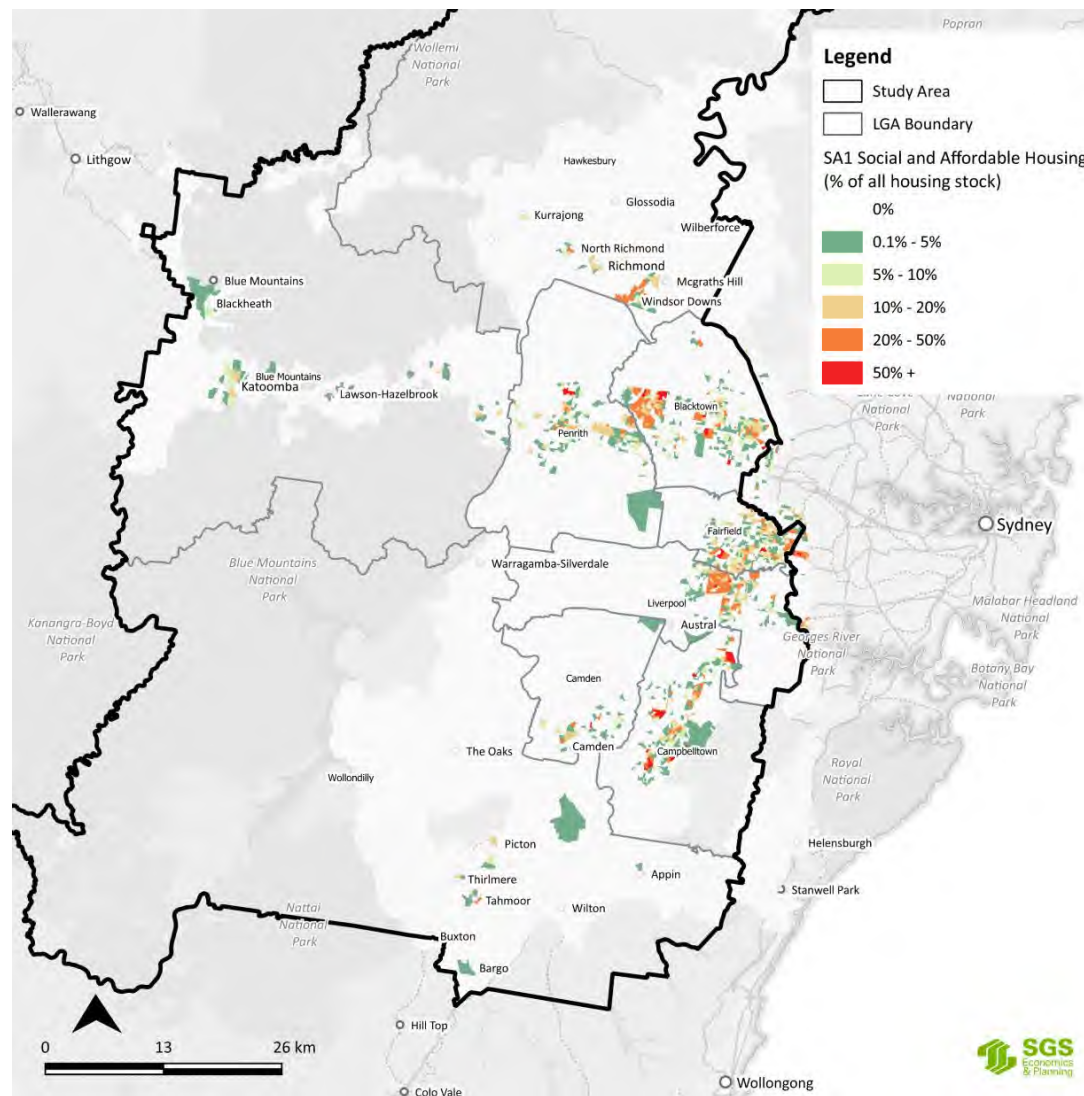 Popran
Wollemi
National
Park
Wallerawang
Lithgow
Hawkesbury
Glossodia
Kurrajong
Wilberforce
North Richmond
Richmond
Mcgraths Hill
Windsor Downs
Blue Mountains
Blackheath
Blue Mountains
Katoomba
Lawson-Hazelbrook
Penrith
Blacktown
National
Park
National
Park
Sydney
Fairfield
Warragamba-Silverdale
Blue Mountains
National
Park
Liverpool
Austral
Kanangra-Boyd
National
Park
Malabar Headland
National
Park
Georges River
National
Park
Botany Bay
National
Park
Camden
Camden
The Oaks
Campbelltown
Wollondilly
Royal
National
Park
Picton
Helensburgh
Thirlmere
Appin
Stanwell Park
Tahmoor
Wilton
Nattai
National
Park
Buxton
Bargo
Hill Top
Colo Vale
Wollongong
Legend
Study Area
LGA Boundary
SA1 Social and Affordable Housing
(% of all housing stock)
0%
0.1% - 5%
5% - 10%
10% - 20%
20% - 50%
50% +
0 13 26 km
SGS
Economics
& Planning